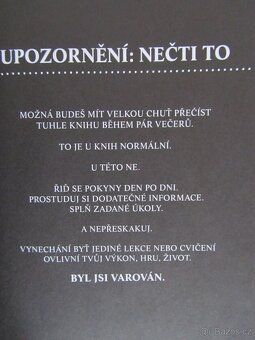 UPOZORNĚNÍ: NEČTI TO
MOŽNÁ BUDEŠ MÍT VELKOU CHUŤ PŘEČÍST
TUHLE KNIHU BĚHEM PÁR VEČERŮ.
TO JE U KNIH NORMÁLNÍ.
U TÉTO NE.
ŘIĎ SE POKYNY DEN PO DNI.
PROSTUDUJ SI DODATEČNÉ INFORMACE.
SPLŇ ZADANÉ ÚKOLY.
A NEPŘESKAKUJ.
VYNECHÁNÍ BYŤ JEDINÉ LEKCE NEBO CVIČENÍ
OVLIVNÍ TVŮJ VÝKON, HRU, ŽIVOT.
BYL JSI VAROVÁN.